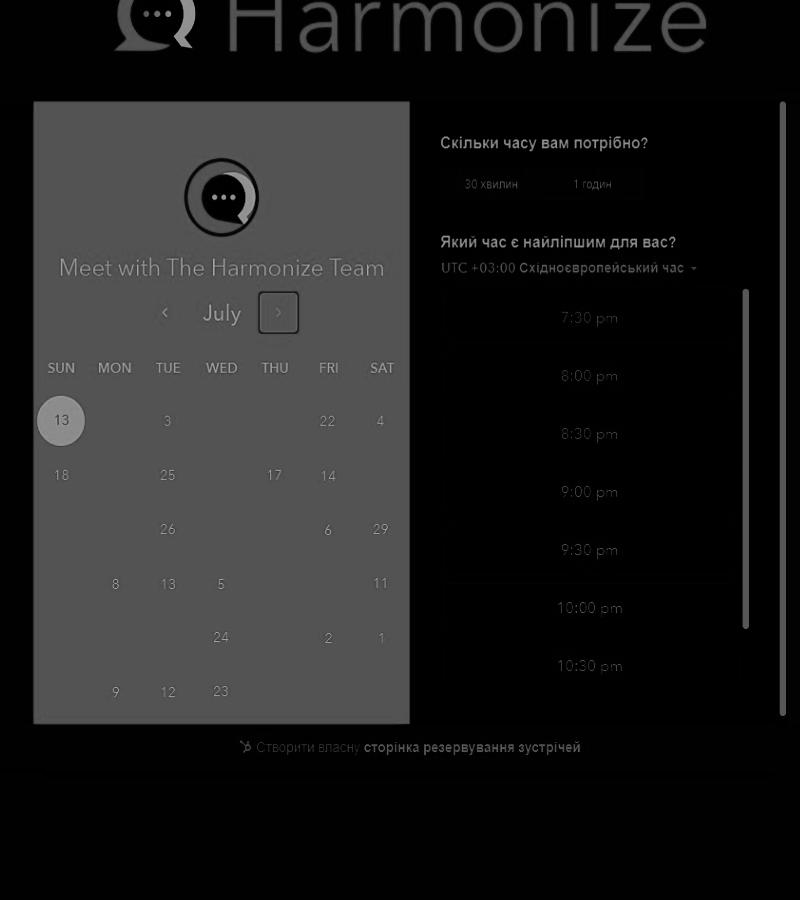 Harmonize
Meet with The Harmonize Team
July
SUN MON TUE WED THU FRI SAT
13 3 22 4
18 25 17 14
26 6 29
8 13 5 11
24 2 1
9 12 23
Скільки часу вам потрібно?
30 хвилин 1 годин
Який час є найліпшим для вас?
UTC +03:00 Східноєвропейський час
7:30 pm
8:00 pm
8:30 pm
9:00 pm
9:30 pm
10:00 pm
10:30 pm
Створити власну сторінка резервування зустрічей